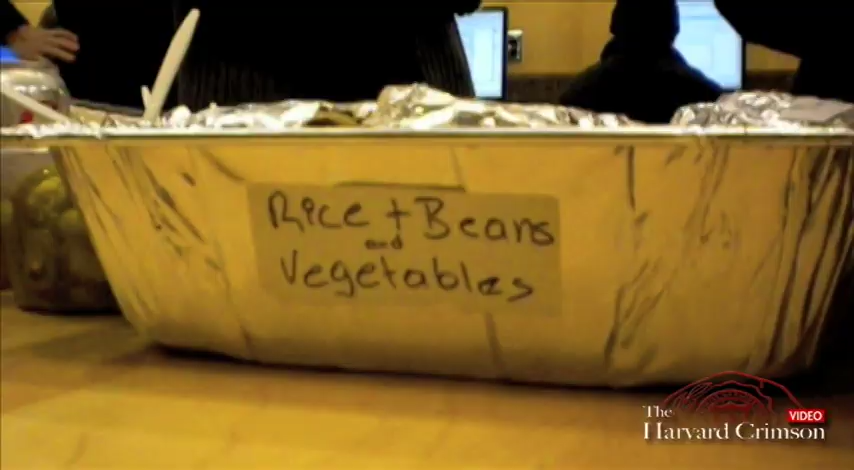 Rice + Beans
and
Vegetables
The
VIDEO
Harvard Crimson